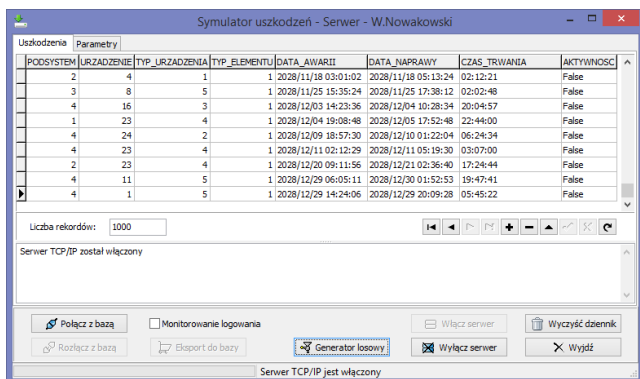 Symulator uszkodzeń - Serwer - W.Nowakowski
Uszkodzenia Parametry
PODSYSTEM URZADZENIE TYP_URZADZENIA TYP_ELEMENTU DATA_AWARII DATA_NAPRAWY CZAS_TRWANIA AKTYWNOSC
2 4 1 1 2028/11/18 03:01:02 2028/11/18 05:13:24 02:12:21 False
3 8 5 1 2028/11/25 15:35:24 2028/11/25 17:38:12 02:02:48 False
4 16 3 1 2028/12/03 14:23:36 2028/12/04 10:28:34 20:04:57 False
1 23 4 1 2028/12/04 19:08:48 2028/12/05 17:52:48 22:44:00 False
4 24 2 1 2028/12/09 18:57:30 2028/12/10 01:22:04 06:24:34 False
4 23 4 1 2028/12/11 02:12:29 2028/12/11 05:19:30 03:07:00 False
2 23 4 1 2028/12/20 09:11:56 2028/12/21 02:36:40 17:24:44 False
4 11 5 1 2028/12/29 06:05:11 2028/12/30 01:52:53 19:47:41 False
4 1 5 1 2028/12/29 14:24:06 2028/12/29 20:09:28 05:45:22 False
Liczba rekordów: 1000
Serwer TCP/IP został włączony
Połącz z bazą Monitorowanie logowania Włącz serwer Wyczyść dziennik
Rozłącz z bazą Eksport do bazy Generator losowy Wyłącz serwer Wyjdź
Serwer TCP/IP jest włączony